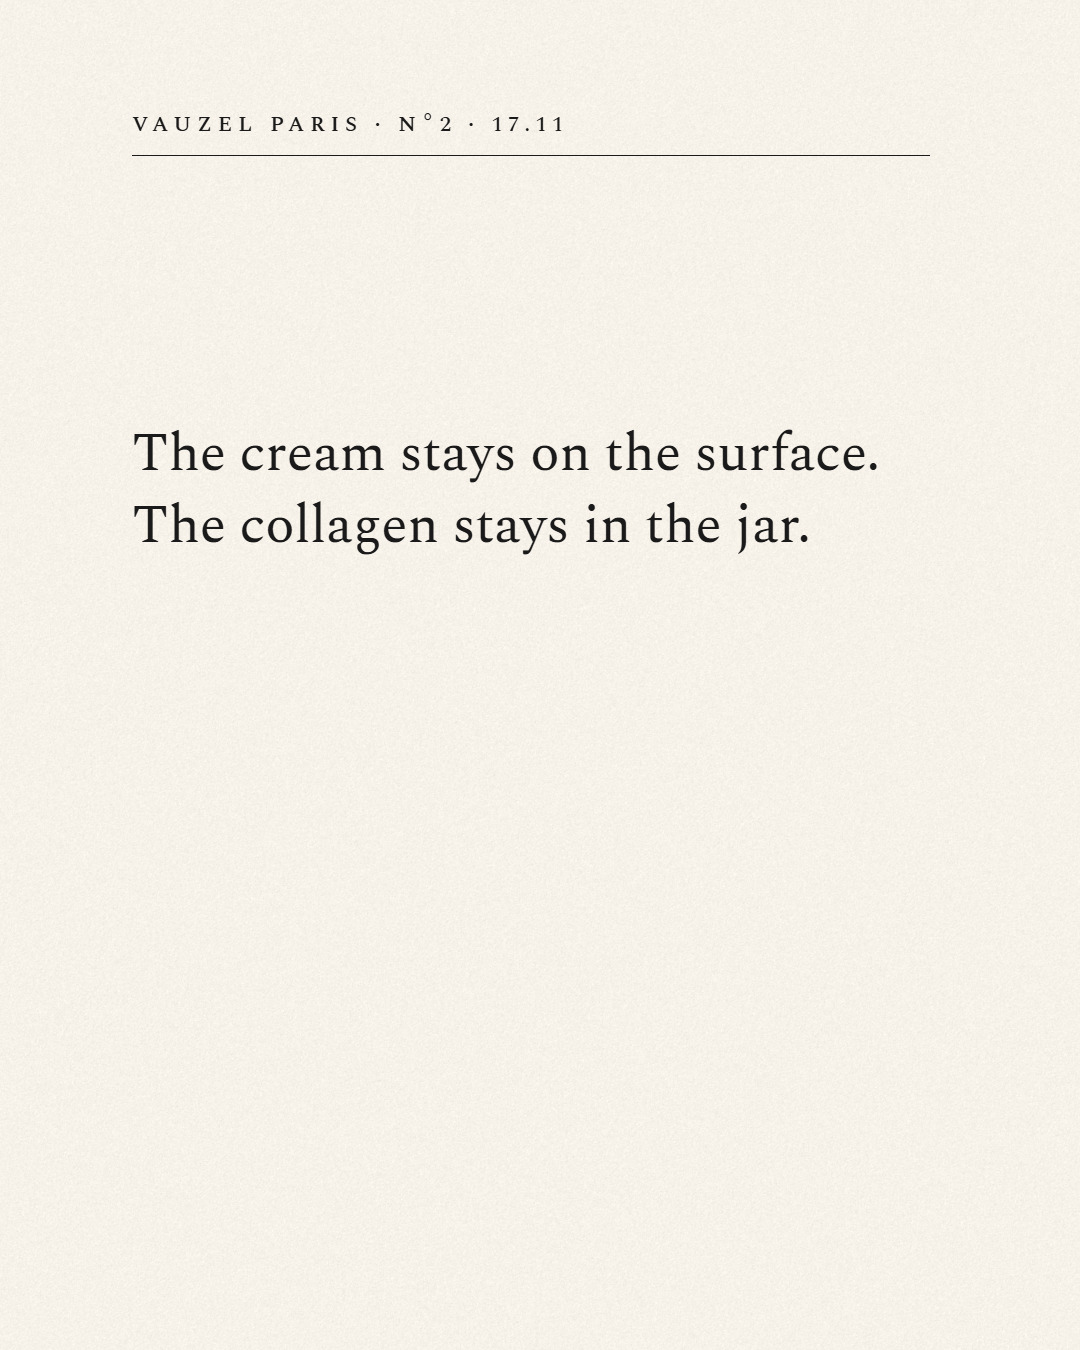 VAUZEL PARIS · N°2 · 17.11
The cream stays on the surface.
The collagen stays in the jar.